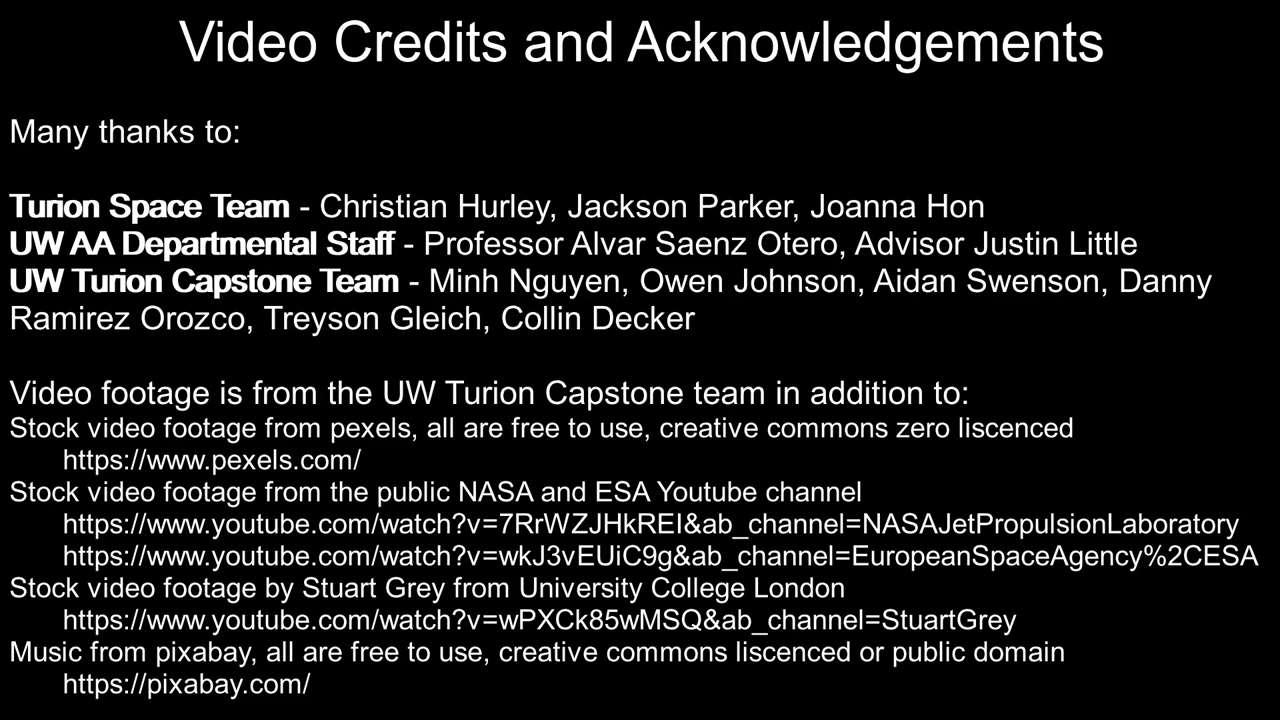 Video Credits and Acknowledgements
Many thanks to:
Turion Space Team - Christian Hurley, Jackson Parker, Joanna Hon
UW AA Departmental Staff - Professor Alvar Saenz Otero, Advisor Justin Little
UW Turion Capstone Team - Minh Nguyen, Owen Johnson, Aidan Swenson, Danny
Ramirez Orozco, Treyson Gleich, Collin Decker
Video footage is from the UW Turion Capstone team in addition to:
Stock video footage from pexels, all are free to use, creative commons zero liscenced
https://www.pexels.com/
Stock video footage from the public NASA and ESA Youtube channel
https://www.youtube.com/watch?v=7RrWZJHkREI&ab_channel=NASAJetPropulsionLaboratory
https://www.youtube.com/watch?v=wkJ3vEUiC9g&ab_channel=EuropeanSpaceAgency%2CESA
Stock video footage by Stuart Grey from University College London
https://www.youtube.com/watch?v=wPXCk85wMSQ&ab_channel=StuartGrey
Music from pixabay, all are free to use, creative commons liscenced or public domain
https://pixabay.com/